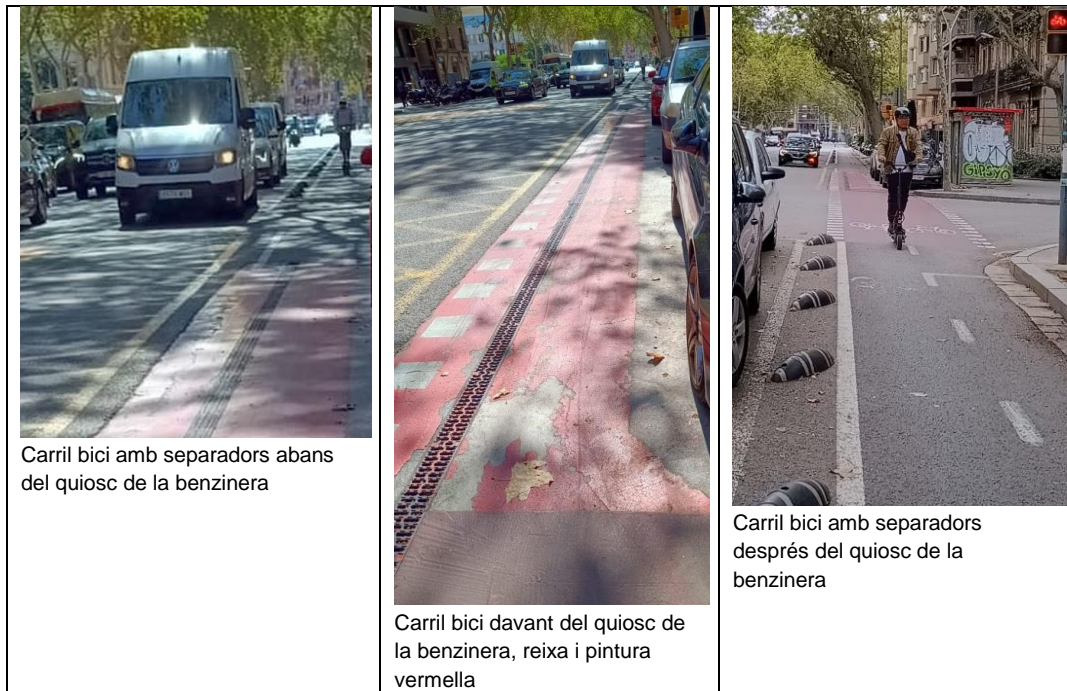 Carril bici amb separadors abans
del quiosc de la benzinera
Carril bici davant del quiosc de
la benzinera, reixa i pintura
vermella
Carril bici amb separadors
després del quiosc de la
benzinera
GIPSY